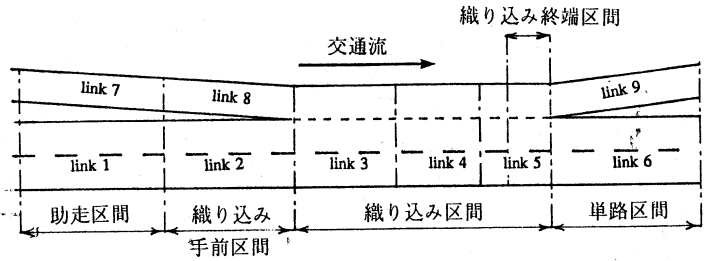 織り込み終端区間
交通流
link 7
link 8
link 9
link 1
link 2
link 3
link 4
link 5
link 6
助走区間
織り込み
手前区間
織り込み区間
単路区間